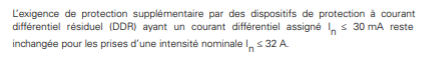 L'exigence de protection supplémentaire par des dispositifs de protection à courant
différentiel résiduel (DDR) ayant un courant différentiel assigné Iₙ ≤ 30 mA reste
inchangée pour les prises d'une intensité nominale Iₙ ≤ 32 A.